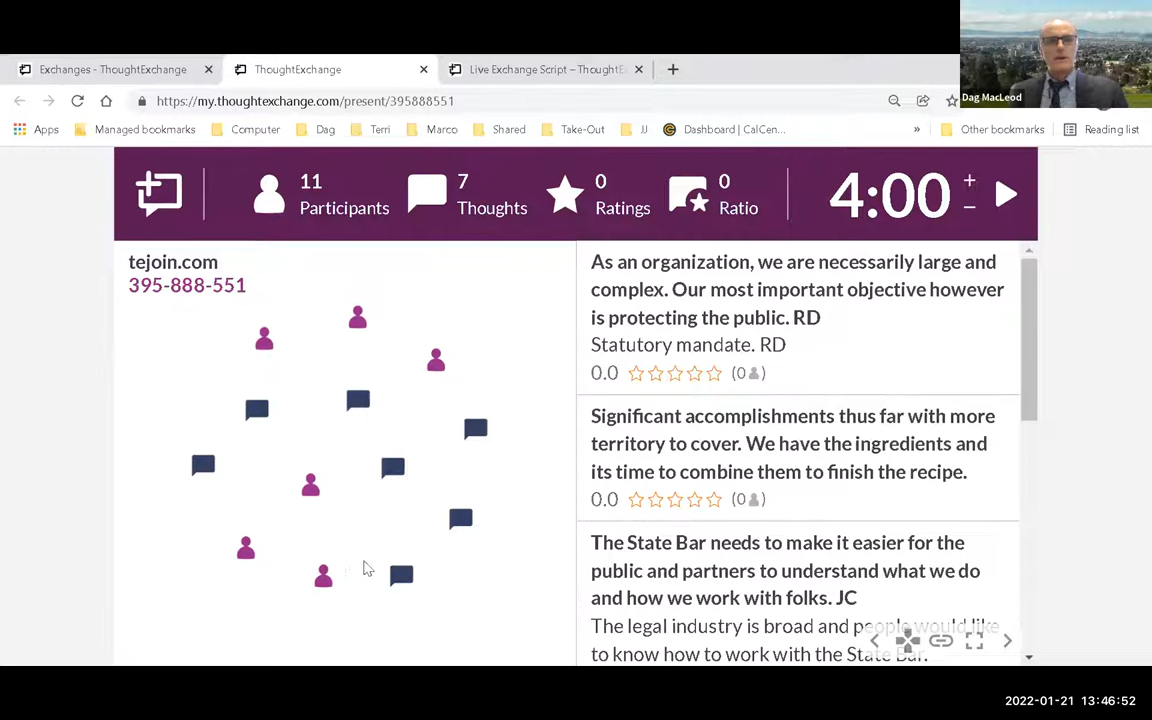 Exchanges - ThoughtExchange
ThoughtExchange
Live Exchange Script – ThoughtE
https://my.thoughtexchange.com/present/395888551
Dag MacLeod
Apps
Managed bookmarks
Computer
Dag
Terri
Marco
Shared
Take-Out
JJ
Dashboard | CalCen...
»
Other bookmarks
Reading list
11
Participants
7
Thoughts
0
Ratings
0
Ratio
4:00
+
−
tejoin.com
395-888-551
As an organization, we are necessarily large and
complex. Our most important objective however
is protecting the public. RD
Statutory mandate. RD
0.0 (0)
Significant accomplishments thus far with more
territory to cover. We have the ingredients and
its time to combine them to finish the recipe.
0.0 (0)
The State Bar needs to make it easier for the
public and partners to understand what we do
and how we work with folks. JC
The legal industry is broad and people would like
to know how to work with the State Bar.
2022-01-21 13:46:52